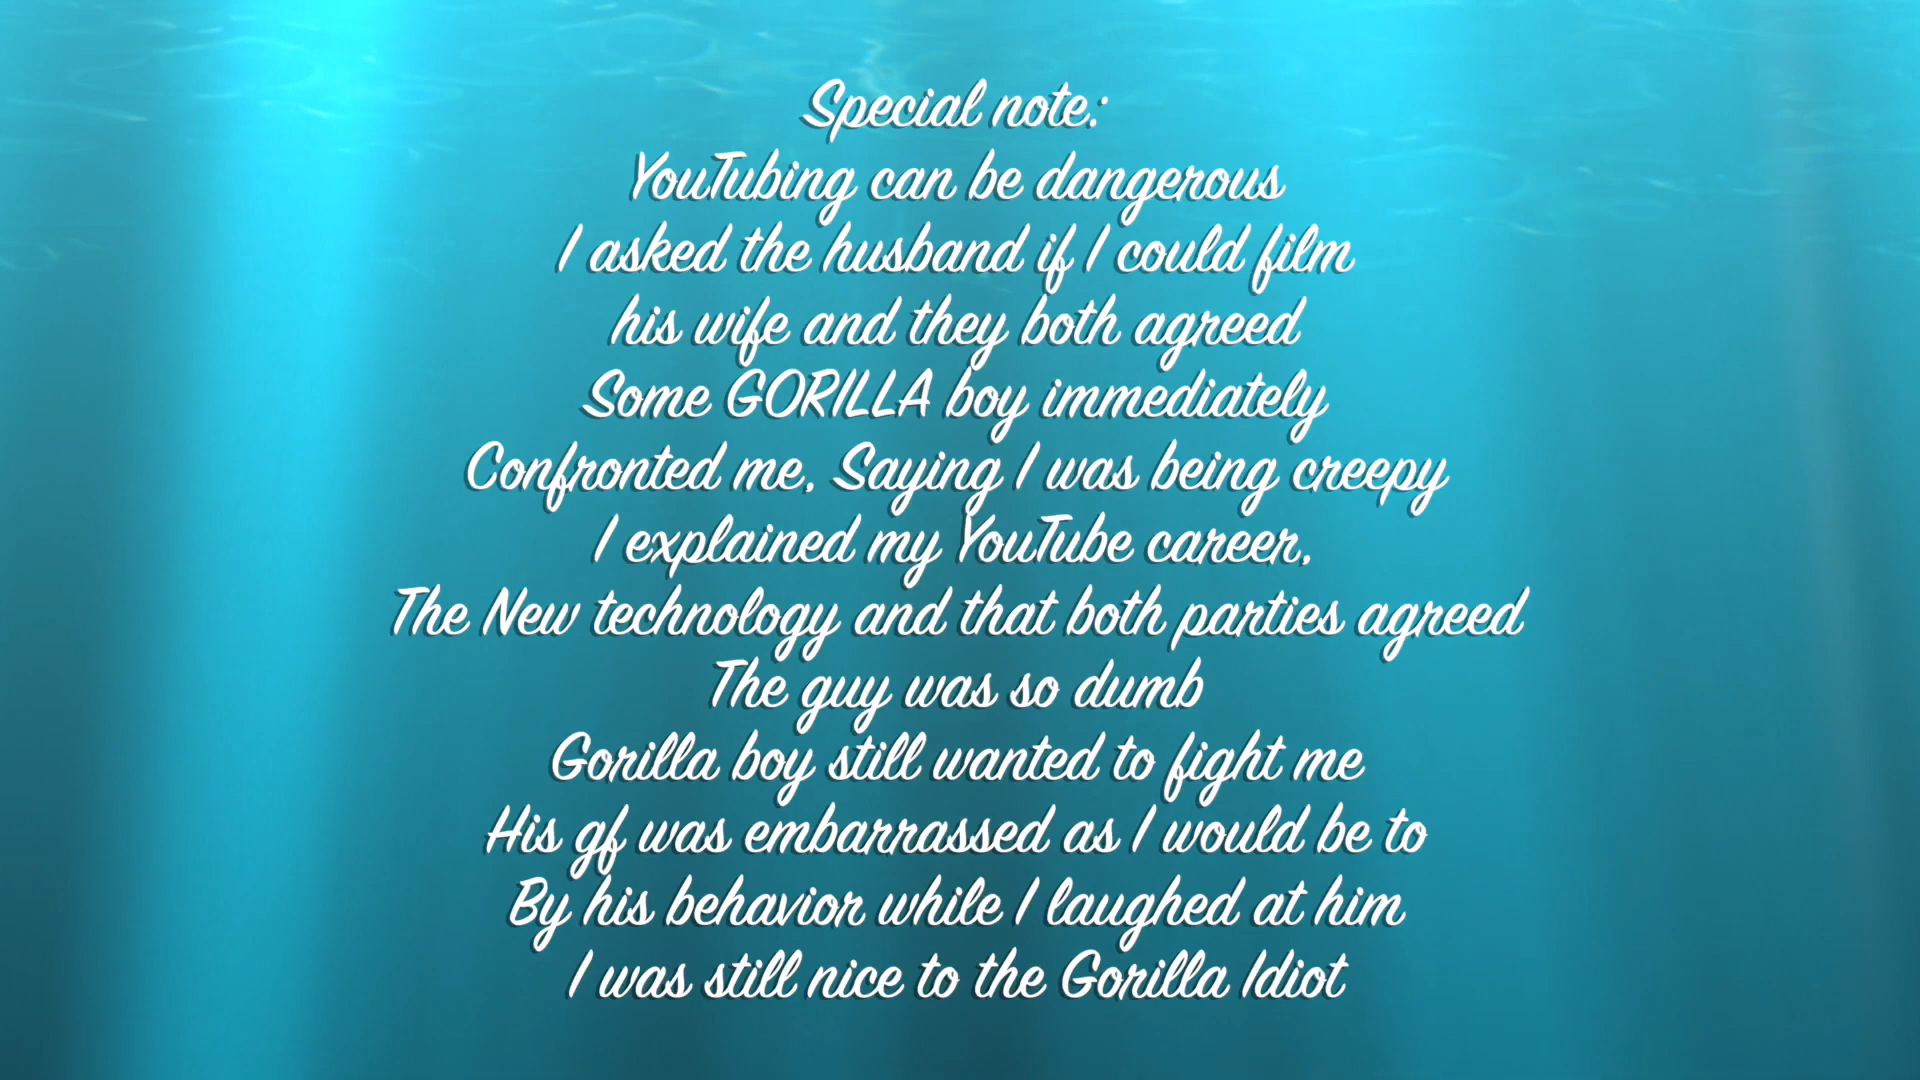 Special note:
YouTubing can be dangerous
I asked the husband if I could film
his wife and they both agreed
Some GORILLA boy immediately
Confronted me, Saying I was being creepy
I explained my YouTube career,
The New technology and that both parties agreed
The guy was so dumb
Gorilla boy still wanted to fight me
His gf was embarrassed as I would be to
By his behavior while I laughed at him
I was still nice to the Gorilla Idiot